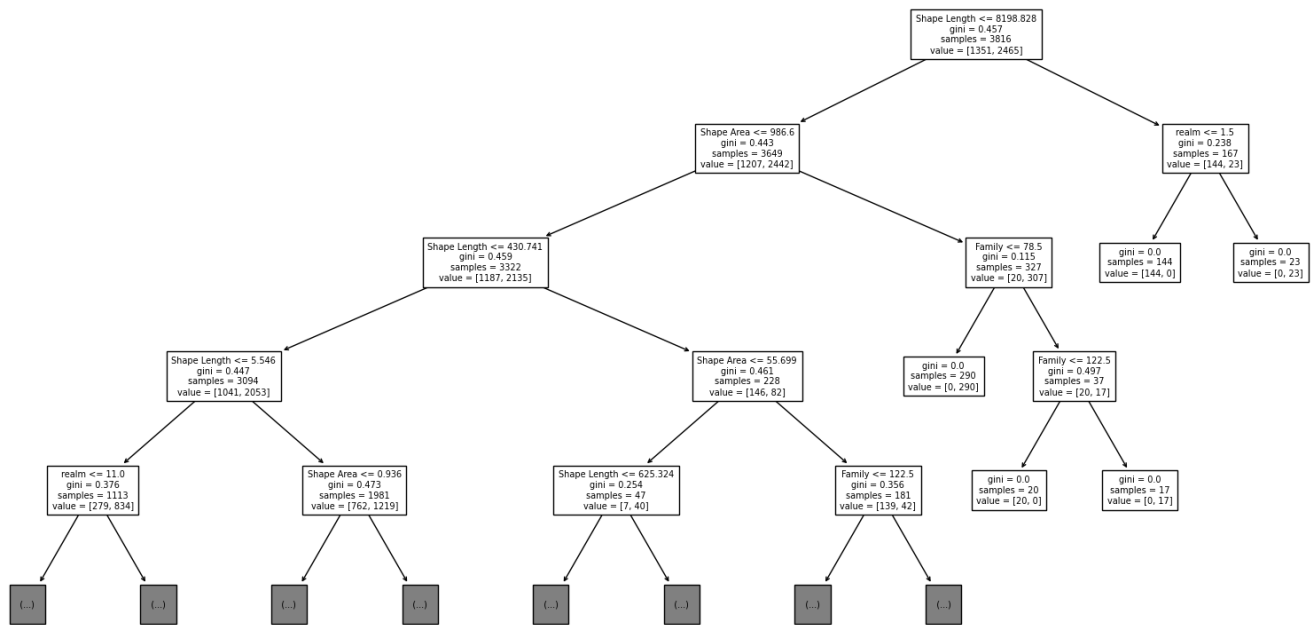 Shape Length <= 8198.828
gini = 0.457
samples = 3816
value = [1351, 2465]
Shape Area <= 986.6
gini = 0.443
samples = 3649
value = [1207, 2442]
realm <= 1.5
gini = 0.238
samples = 167
value = [144, 23]
Shape Length <= 430.741
gini = 0.459
samples = 3322
value = [1187, 2135]
Family <= 78.5
gini = 0.115
samples = 327
value = [20, 307]
gini = 0.0
samples = 144
value = [144, 0]
gini = 0.0
samples = 23
value = [0, 23]
Shape Length <= 5.546
gini = 0.447
samples = 3094
value = [1041, 2053]
Shape Area <= 55.699
gini = 0.461
samples = 228
value = [146, 82]
gini = 0.0
samples = 290
value = [0, 290]
Family <= 122.5
gini = 0.497
samples = 37
value = [20, 17]
realm <= 11.0
gini = 0.376
samples = 1113
value = [279, 834]
Shape Area <= 0.936
gini = 0.473
samples = 1981
value = [762, 1219]
Shape Length <= 625.324
gini = 0.254
samples = 47
value = [7, 40]
Family <= 122.5
gini = 0.356
samples = 181
value = [139, 42]
gini = 0.0
samples = 20
value = [20, 0]
gini = 0.0
samples = 17
value = [0, 17]
(...)
(...)
(...)
(...)
(...)
(...)
(...)
(...)